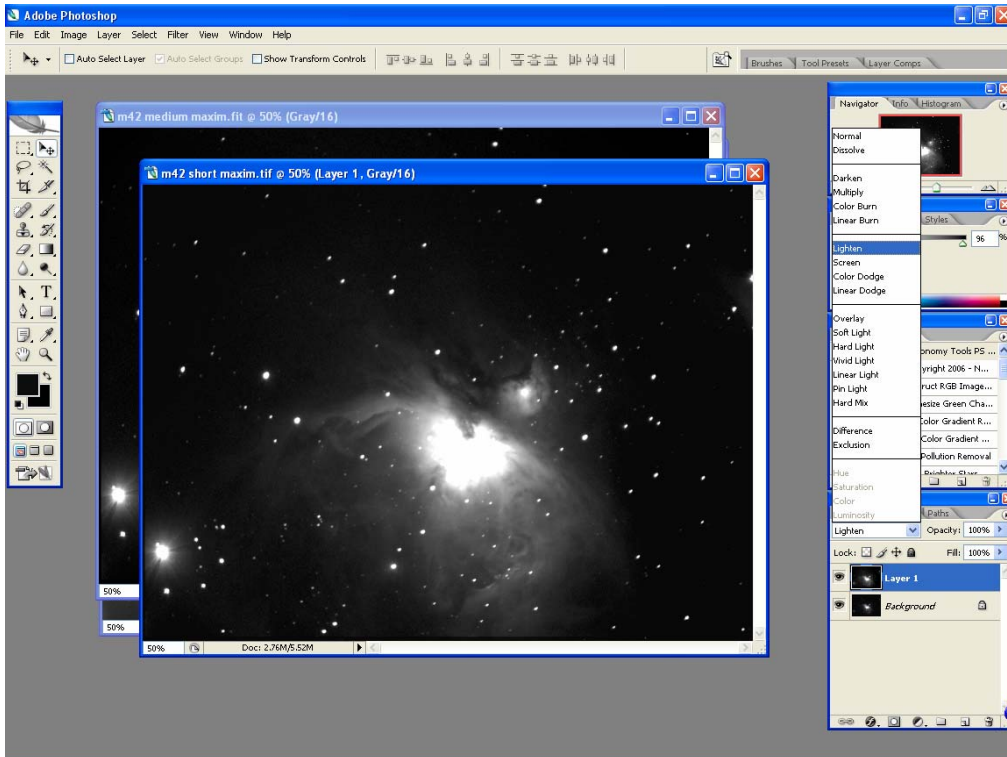 Adobe Photoshop
File Edit Image Layer Select Filter View Window Help
Auto Select Layer Auto Select Groups Show Transform Controls
Brushes Tool Presets Layer Comps
m42 medium maxim.fit @ 50% (Gray/16)
m42 short maxim.tif @ 50% (Layer 1, Gray/16)
50%
50%
50% Doc: 2.76M/5.52M
Navigator Info Histogram
Normal
Dissolve
Darken
Multiply
Color Burn
Linear Burn
Lighten
Screen
Color Dodge
Linear Dodge
Overlay
Soft Light
Hard Light
Vivid Light
Linear Light
Pin Light
Hard Mix
Difference
Exclusion
Hue
Saturation
Color
Luminosity
Styles
96 %
onomy Tools PS ...
yright 2006 - N...
ruct RGB Image...
esize Green Cha...
Color Gradient R...
Color Gradient ...
Pollution Removal
Brighter Stars
Paths
Lighten Opacity: 100%
Lock: Fill: 100%
Layer 1
Background